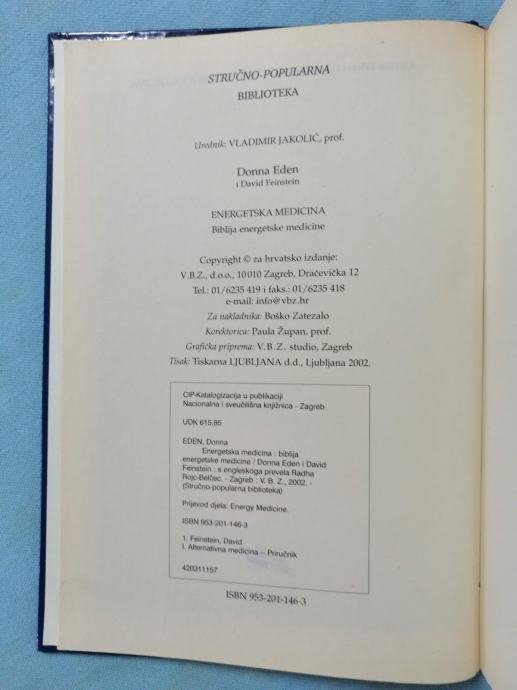 STRUČNO-POPULARNA
BIBLIOTEKA
Urednik: VLADIMIR JAKOLIĆ, prof.
Donna Eden
i David Feinstein
ENERGETSKA MEDICINA
Biblija energetske medicine
Copyright © za hrvatsko izdanje:
V.B.Z., d.o.o., 10010 Zagreb, Dračevička 12
Tel.: 01/6235 419 i faks.: 01/6235 418
e-mail: info@vbz.hr
Za nakladnika: Boško Zatezalo
Korektorica: Paula Župan, prof.
Grafička priprema: V.B.Z. studio, Zagreb
Tisak: Tiskarna LJUBLJANA d.d., Ljubljana 2002.
CIP-Katalogizacija u publikaciji
Nacionalna i sveučilišna knjižnica - Zagreb
UDK 615.85
EDEN, Donna
Energetska medicina : biblija
energetske medicine / Donna Eden i David
Feinstein ; s engleskoga prevela Radha
Rojc-Belčec. - Zagreb : V. B. Z., 2002. -
(Stručno-popularna biblioteka)
Prijevod djela: Energy Medicine.
ISBN 953-201-146-3
1. Feinstein, David
I. Alternativna medicina – Priručnik
420311157
ISBN 953-201-146-3